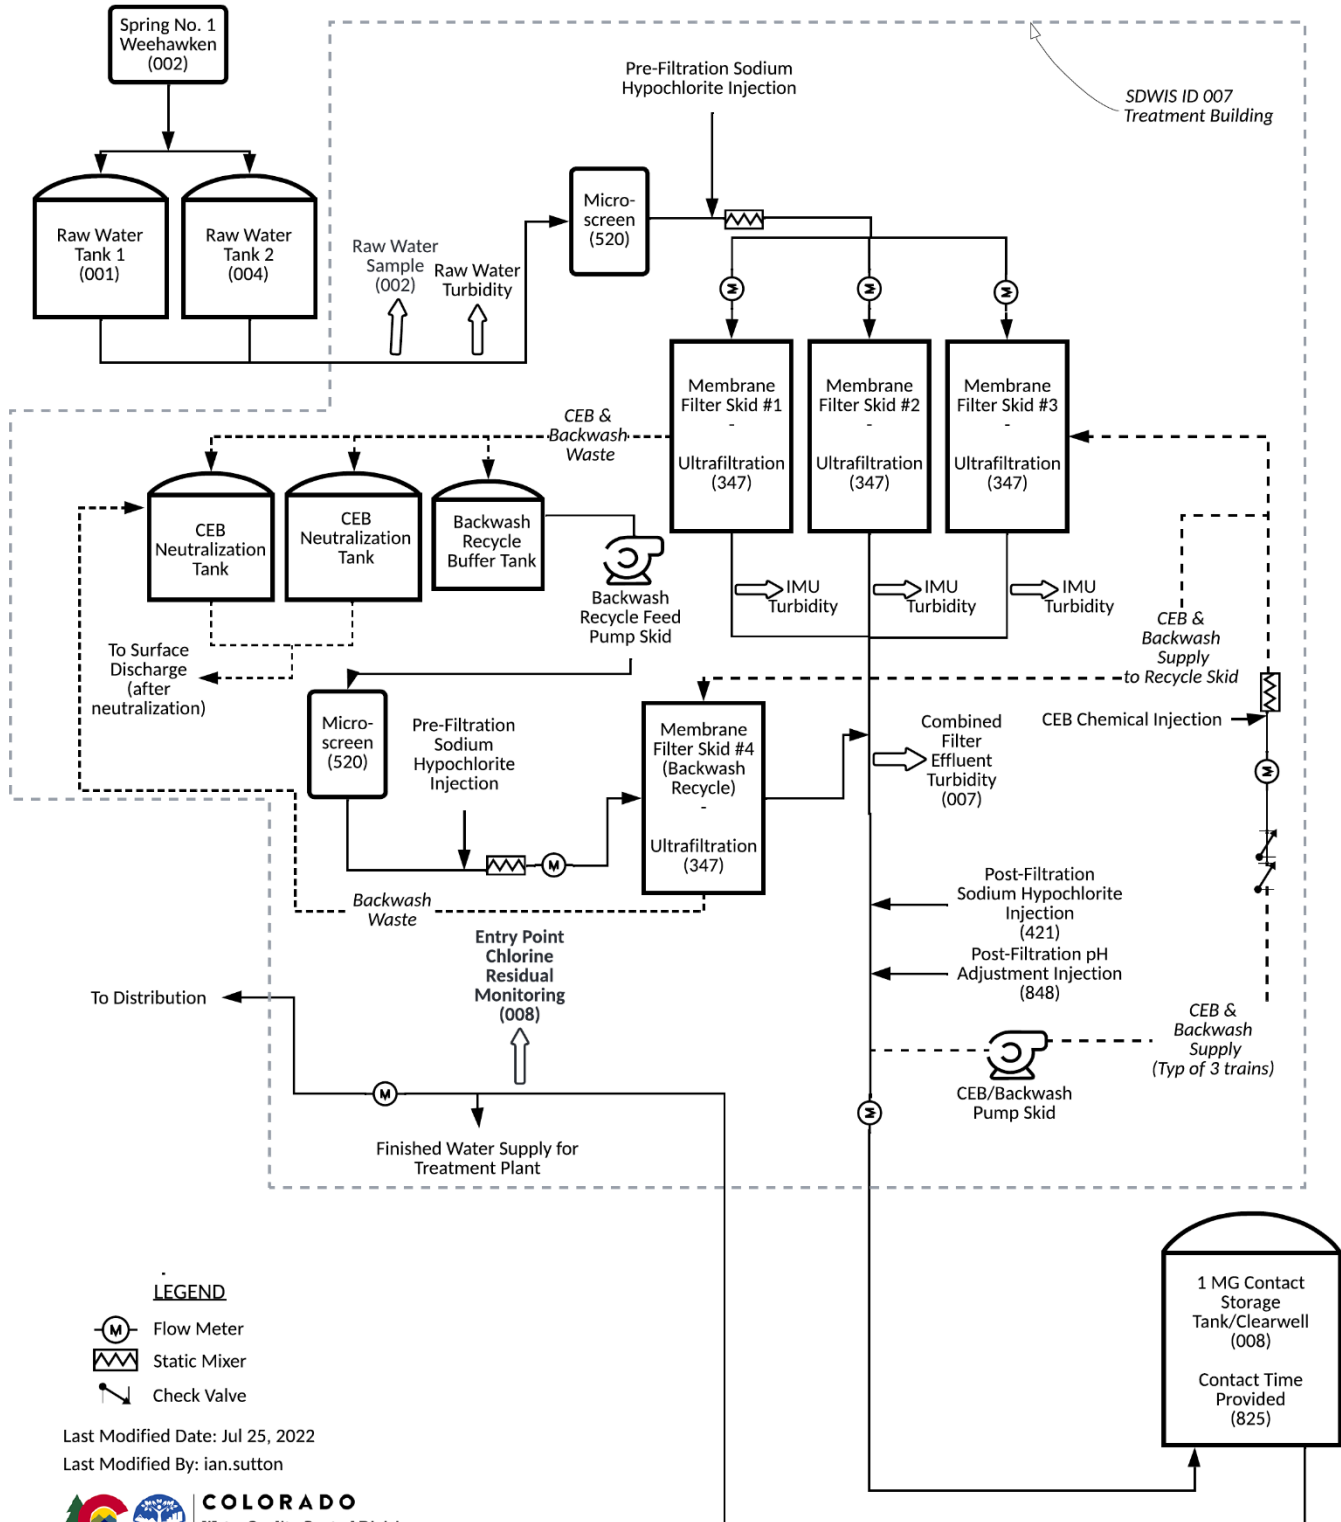 Spring No. 1
Weehawken
(002)
Pre-Filtration Sodium
Hypochlorite Injection
SDWIS ID 007
Treatment Building
Raw Water
Tank 1
(001)
Raw Water
Tank 2
(004)
Raw Water
Sample
(002)
Raw Water
Turbidity
Micro-
screen
(520)
M
M
M
Membrane
Filter Skid #1
-
Ultrafiltration
(347)
Membrane
Filter Skid #2
-
Ultrafiltration
(347)
Membrane
Filter Skid #3
-
Ultrafiltration
(347)
CEB &
Backwash
Waste
CEB
Neutralization
Tank
CEB
Neutralization
Tank
Backwash
Recycle
Buffer Tank
Backwash
Recycle Feed
Pump Skid
IMU
Turbidity
IMU
Turbidity
IMU
Turbidity
CEB &
Backwash
Supply
to Recycle Skid
To Surface
Discharge
(after
neutralization)
Micro-
screen
(520)
Pre-Filtration
Sodium
Hypochlorite
Injection
M
Membrane
Filter Skid #4
(Backwash
Recycle)
-
Ultrafiltration
(347)
Combined
Filter
Effluent
Turbidity
(007)
CEB Chemical Injection
M
Backwash
Waste
Post-Filtration
Sodium Hypochlorite
Injection
(421)
Post-Filtration pH
Adjustment Injection
(848)
Entry Point
Chlorine
Residual
Monitoring
(008)
To Distribution
CEB &
Backwash
Supply
(Typ of 3 trains)
CEB/Backwash
Pump Skid
M
M
Finished Water Supply for
Treatment Plant
1 MG Contact
Storage
Tank/Clearwell
(008)
Contact Time
Provided
(825)
LEGEND
M Flow Meter
Static Mixer
Check Valve
Last Modified Date: Jul 25, 2022
Last Modified By: ian.sutton
COLORADO